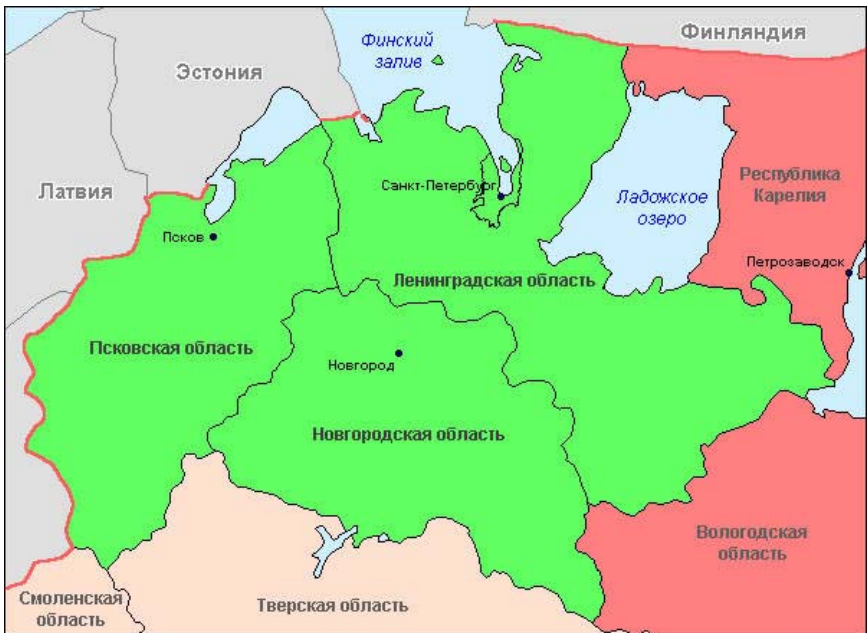 Финский
залив
Финляндия
Эстония
Латвия
Республика
Карелия
Санкт-Петербург
Ладожское
озеро
Псков
Петрозаводск
Ленинградская область
Псковская область
Новгород
Новгородская область
Вологодская
область
Смоленская
область
Тверская область